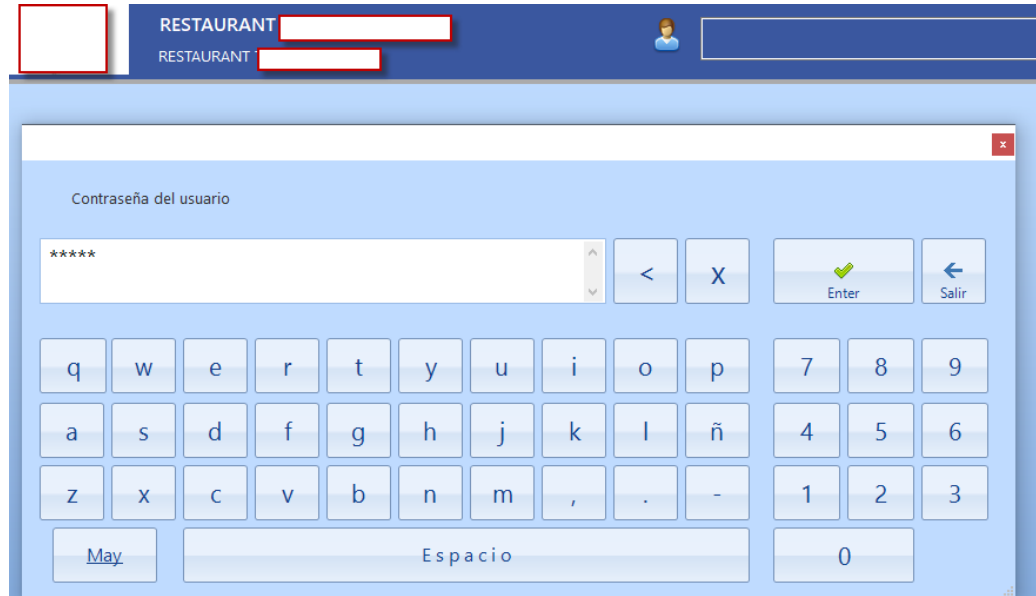 RESTAURANT
RESTAURANT
x
Contraseña del usuario
*****
< X Enter Salir
q w e r t y u i o p 7 8 9
a s d f g h j k l ñ 4 5 6
z x c v b n m , . - 1 2 3
May Espacio 0